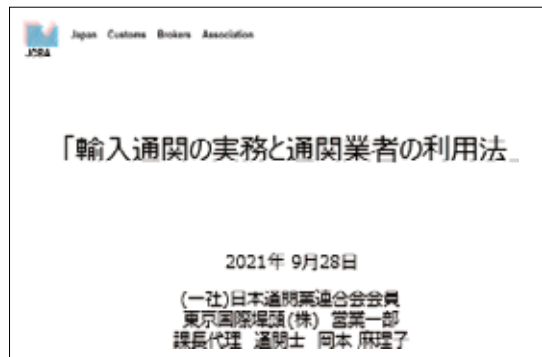 Japan Customs Brokers Association
JCBA
「輸入通関の実務と通関業者の利用法」
2021年 9月28日
(一社)日本通関業連合会会員
東京国際埠頭(株) 営業一部
課長代理 通関士 岡本 麻理子